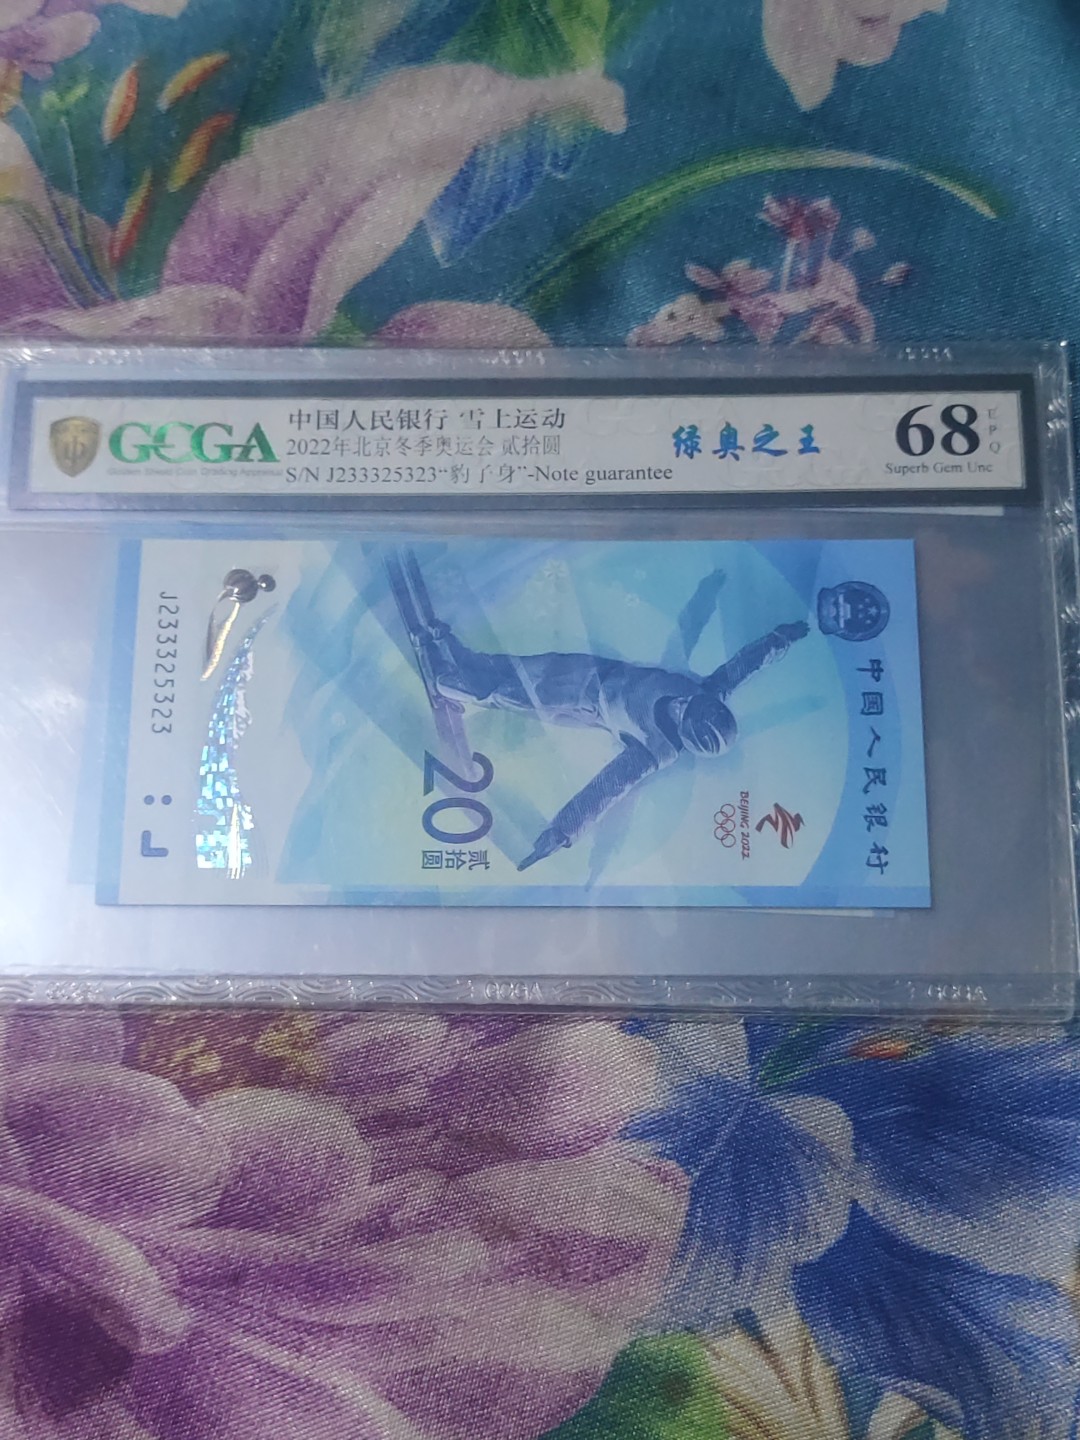 GCGA
中国人民银行 雪上运动
2022年北京冬季奥运会 贰拾圆
S/N J233325323“豹子身”-Note guarantee
绿奥之王
68
EPQ
Superb Gem Unc
中国人民银行
BEIJING 2022
20
贰拾圆
J233325323
GCGA
GCGA